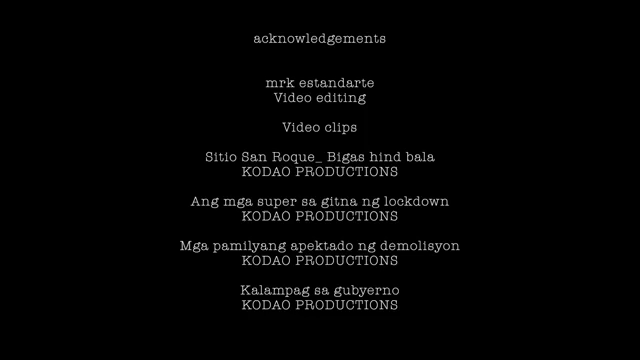 acknowledgements
mrk estandarte
Video editing
Video clips
Sitio San Roque_ Bigas hind bala
KODAO PRODUCTIONS
Ang mga super sa gitna ng lockdown
KODAO PRODUCTIONS
Mga pamilyang apektado ng demolisyon
KODAO PRODUCTIONS
Kalampag sa gubyerno
KODAO PRODUCTIONS